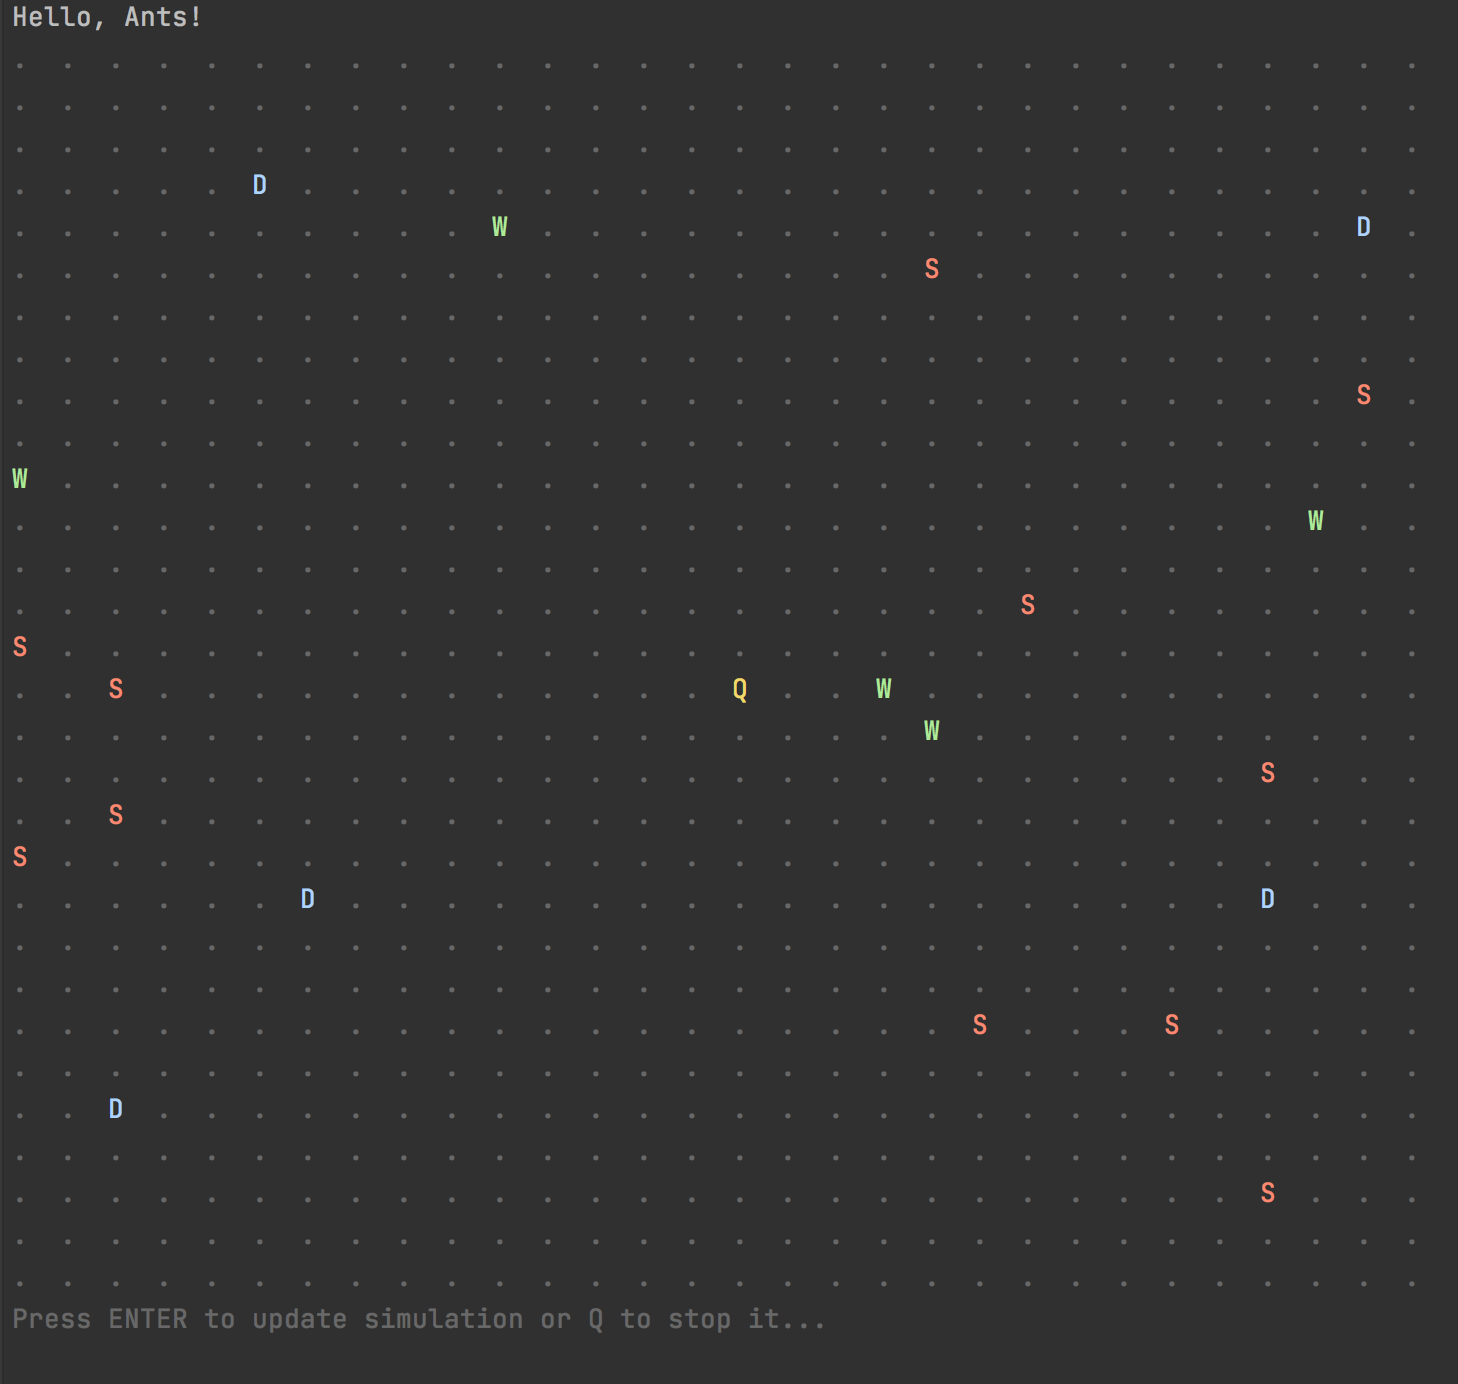 Hello, Ants!
. . . . . . . . . . . . . . . . . . . . . . . . . . . . . .
. . . . . . . . . . . . . . . . . . . . . . . . . . . . . .
. . . . . . . . . . . . . . . . . . . . . . . . . . . . . .
. . . . . D . . . . . . . . . . . . . . . . . . . . . . . .
. . . . . . . . . . W . . . . . . . . . . . . . . . . . D .
. . . . . . . . . . . . . . . . . . . S . . . . . . . . . .
. . . . . . . . . . . . . . . . . . . . . . . . . . . . . .
. . . . . . . . . . . . . . . . . . . . . . . . . . . . . .
. . . . . . . . . . . . . . . . . . . . . . . . . . . . S .
. . . . . . . . . . . . . . . . . . . . . . . . . . . . . .
W . . . . . . . . . . . . . . . . . . . . . . . . . . . . .
. . . . . . . . . . . . . . . . . . . . . . . . . . . W . .
. . . . . . . . . . . . . . . . . . . . . . . . . . . . . .
. . . . . . . . . . . . . . . . . . . . . S . . . . . . . .
S . . . . . . . . . . . . . . . . . . . . . . . . . . . . .
. . S . . . . . . . . . . . . Q . . W . . . . . . . . . . .
. . . . . . . . . . . . . . . . . . . W . . . . . . . . . .
. . . . . . . . . . . . . . . . . . . . . . . . . . S . . .
. . S . . . . . . . . . . . . . . . . . . . . . . . . . . .
S . . . . . . . . . . . . . . . . . . . . . . . . . . . . .
. . . . . . D . . . . . . . . . . . . . . . . . . . D . . .
. . . . . . . . . . . . . . . . . . . . . . . . . . . . . .
. . . . . . . . . . . . . . . . . . . . . . . . . . . . . .
. . . . . . . . . . . . . . . . . . . . S . . . S . . . . .
. . . . . . . . . . . . . . . . . . . . . . . . . . . . . .
. . D . . . . . . . . . . . . . . . . . . . . . . . . . . .
. . . . . . . . . . . . . . . . . . . . . . . . . . . . . .
. . . . . . . . . . . . . . . . . . . . . . . . . . S . . .
. . . . . . . . . . . . . . . . . . . . . . . . . . . . . .
. . . . . . . . . . . . . . . . . . . . . . . . . . . . . .
Press ENTER to update simulation or Q to stop it...